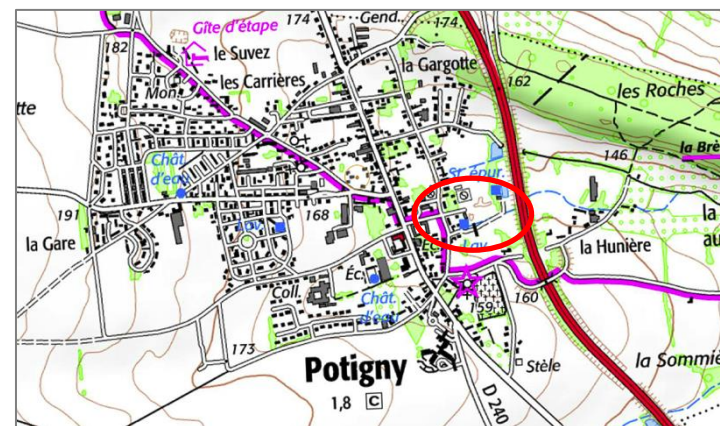 174
Gend.
174
Gîte d'étape
182
le Suvez
la Gargotte
162
les Carrières
Mon.
les Roches
tte
St. épur.
146
la Brè
Chât.
d'eau
191
168
Lav.
la
la Gare
Lav.
Éc.
au
la Hunière
Éc.
Coll.
Chât.
d'eau
159
160
173
Potigny
Stèle
la Sommiè
1,8 C
D 240